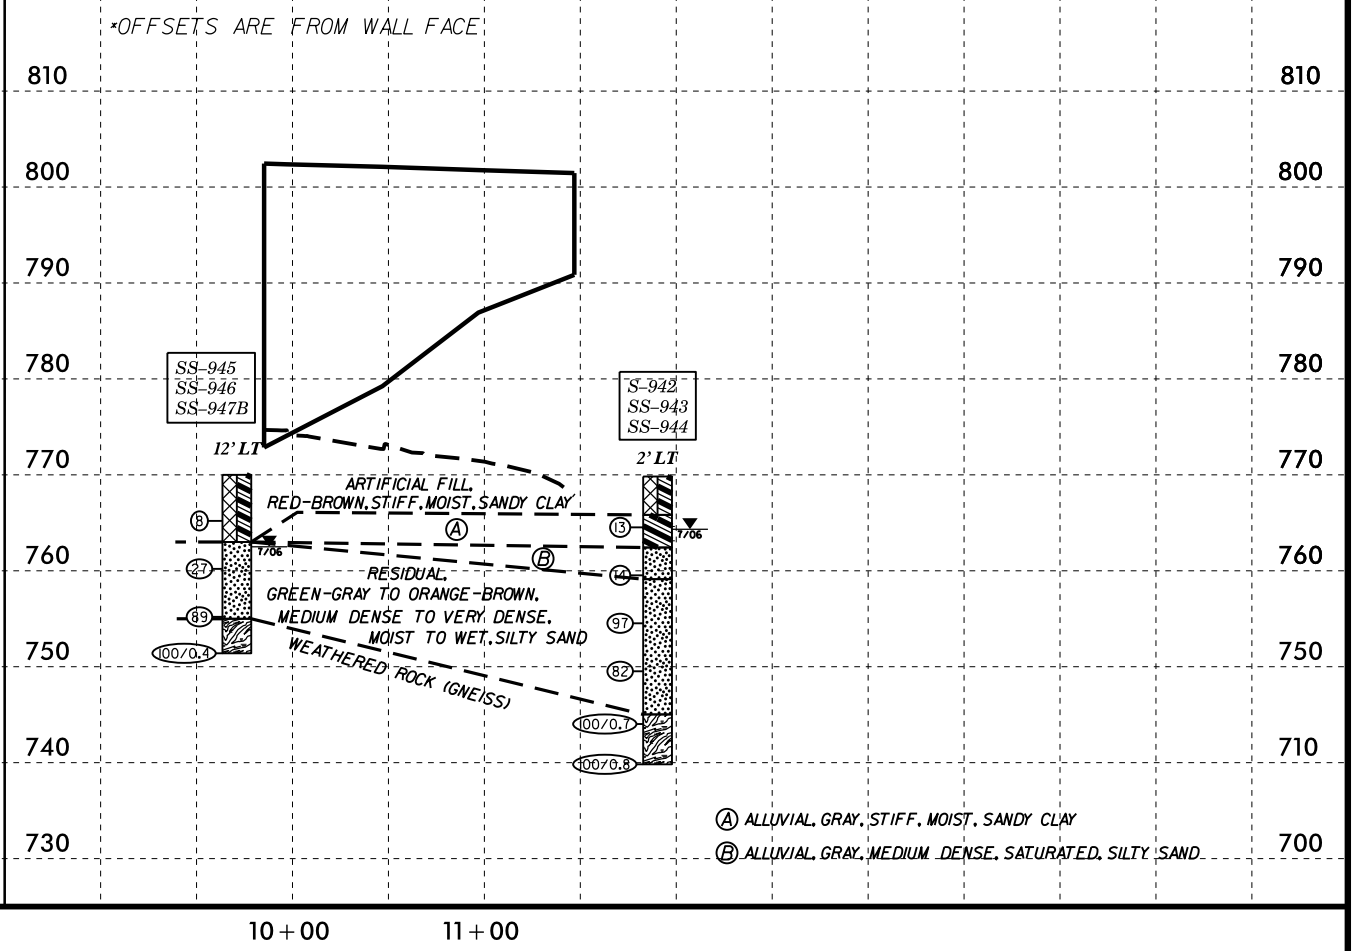 *OFFSETS ARE FROM WALL FACE
810 810
800 800
790 790
780 780
SS–945
SS–946
SS–947B
S–942
SS–943
SS–944
12' LT
2' LT
770 770
ARTIFICIAL FILL,
RED-BROWN, STIFF, MOIST, SANDY CLAY
8
A
13
7/06
7/06
B
760 760
27
RESIDUAL,
14
GREEN-GRAY TO ORANGE-BROWN,
89
MEDIUM DENSE TO VERY DENSE,
97
MOIST TO WET, SILTY SAND
100/0.4
WEATHERED ROCK (GNEISS)
750 750
82
100/0.7
740 710
100/0.8
A ALLUVIAL, GRAY, STIFF, MOIST, SANDY CLAY
730 700
B ALLUVIAL, GRAY, MEDIUM DENSE, SATURATED, SILTY SAND
10+00 11+00